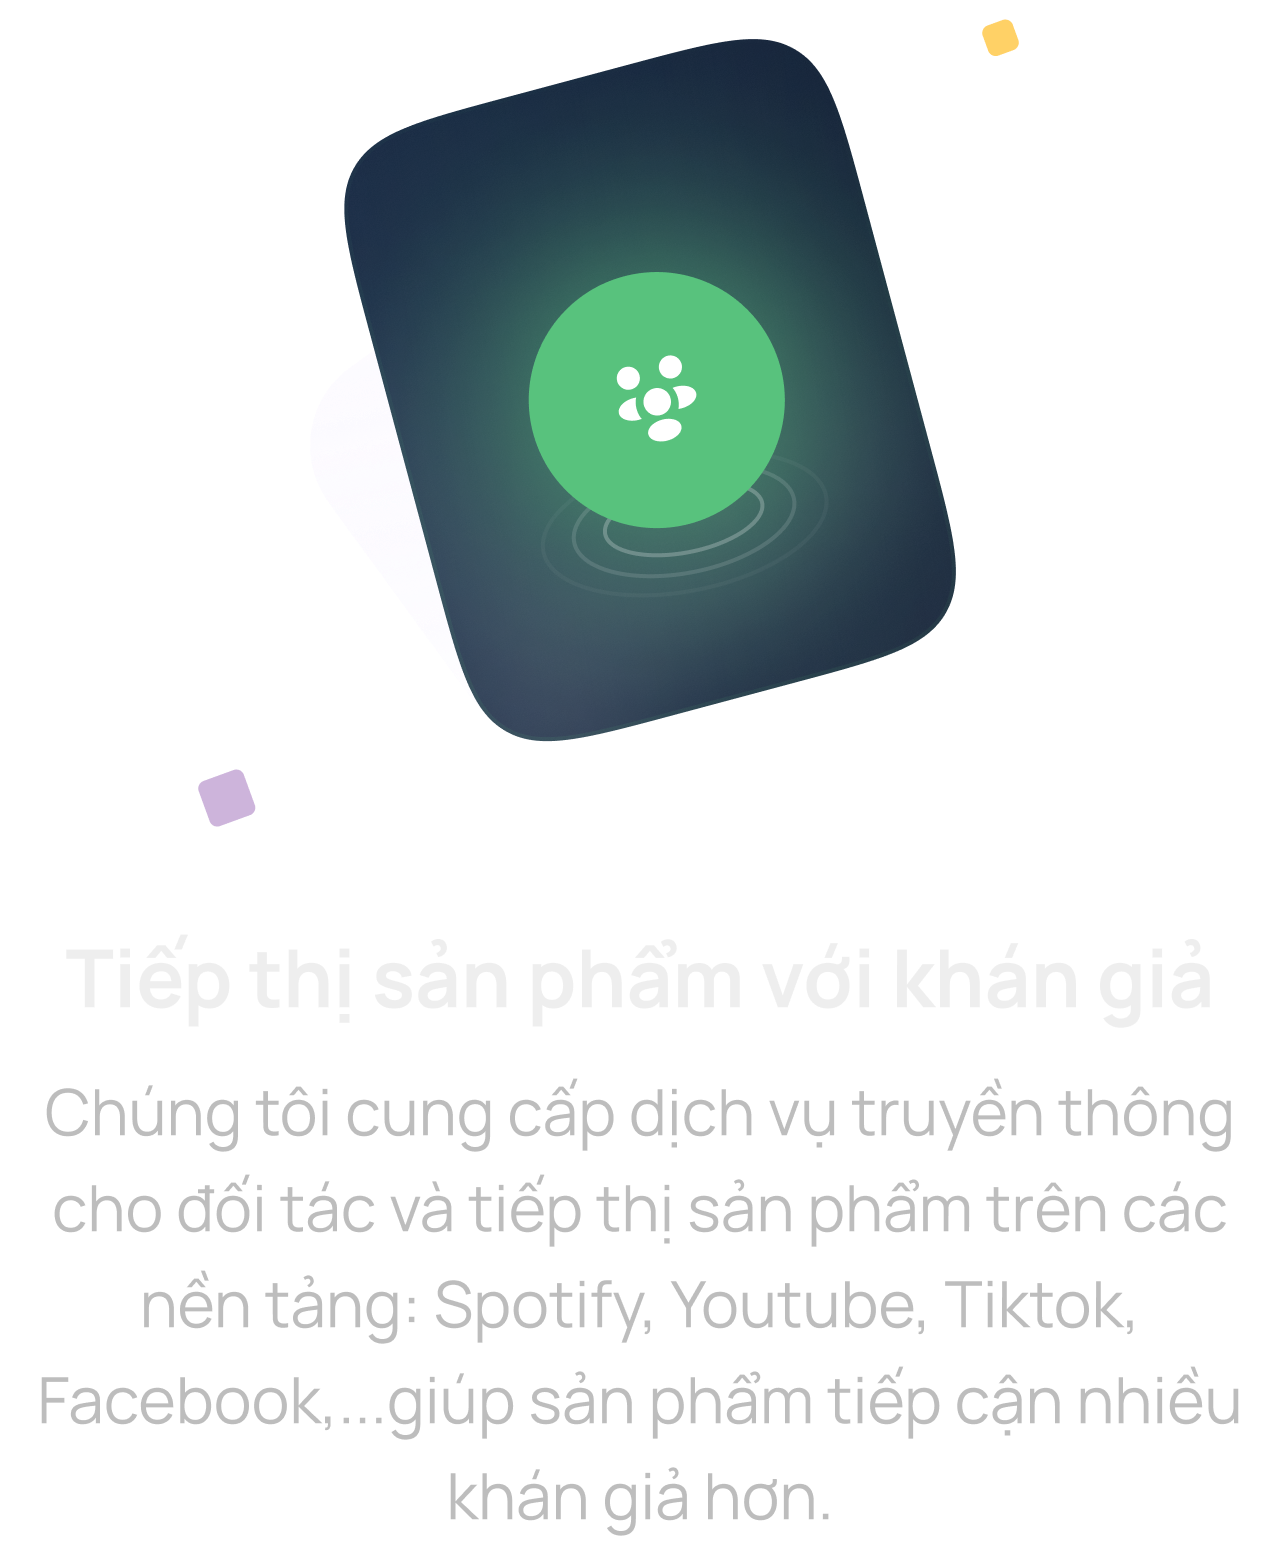 Tiếp thị sản phẩm với khán giả
Chúng tôi cung cấp dịch vụ truyền thông
cho đối tác và tiếp thị sản phẩm trên các
nền tảng: Spotify, Youtube, Tiktok,
Facebook,...giúp sản phẩm tiếp cận nhiều
khán giả hơn.